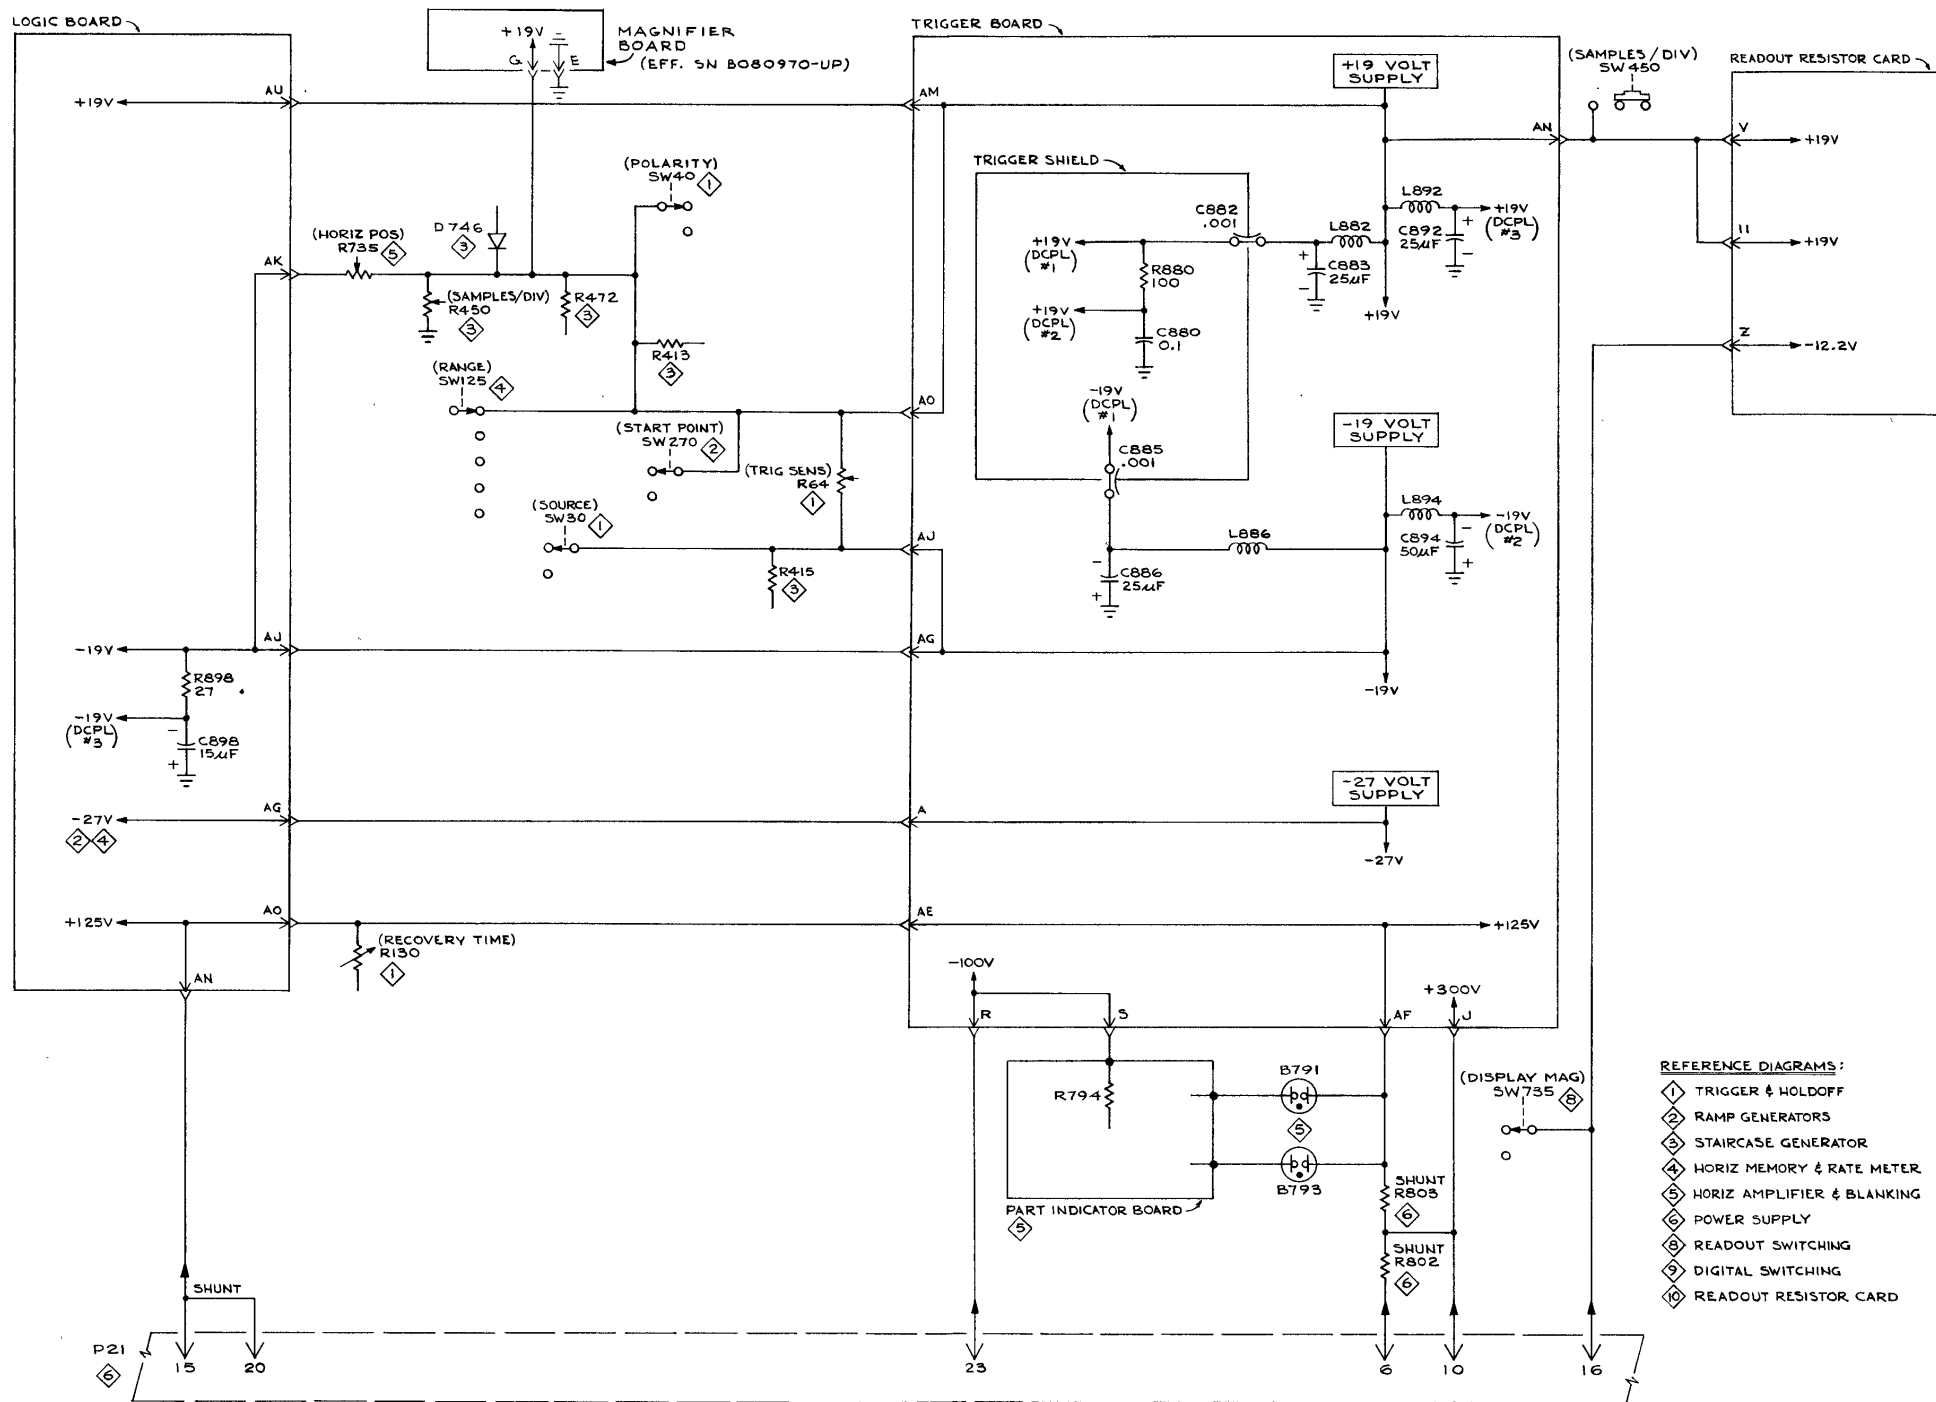 LOGIC BOARD
+19V
G
E
MAGNIFIER
BOARD
(EFF. SN B080970-UP)
TRIGGER BOARD
+19 VOLT
SUPPLY
(SAMPLES/DIV)
SW450
READOUT RESISTOR CARD
+19V
AU
AM
AN
V
+19V
(POLARITY)
SW40
1
TRIGGER SHIELD
D746
3
(HORIZ POS)
R735
5
AK
(SAMPLES/DIV)
R450
3
R472
3
R413
3
C882
.001
L882
L892
+19V
(DCPL
#3)
C892
25µF
+
−
+19V
(DCPL
#1)
R880
100
+
C883
25µF
−
+19V
(DCPL
#2)
C880
0.1
+19V
11
+19V
Z
-12.2V
(RANGE)
SW125
4
AO
(START POINT)
SW270
2
(TRIG SENS)
R64
1
(SOURCE)
SW30
1
R415
3
AJ
-19V
(DCPL
#1)
C885
.001
-19 VOLT
SUPPLY
L886
−
C886
25µF
+
L894
-19V
(DCPL
#2)
−
C894
50µF
+
-19V
AJ
AG
-19V
R898
27
-19V
(DCPL
#3)
−
C898
15µF
+
-27 VOLT
SUPPLY
-27V
2
4
AG
A
-27V
+125V
AO
AE
+125V
(RECOVERY TIME)
R130
1
AN
-100V
R
S
AF
+300V
J
R794
B791
5
B793
PART INDICATOR BOARD
5
SHUNT
R803
6
SHUNT
R802
6
(DISPLAY MAG)
SW735
8
REFERENCE DIAGRAMS:
1 TRIGGER & HOLDOFF
2 RAMP GENERATORS
3 STAIRCASE GENERATOR
4 HORIZ MEMORY & RATE METER
5 HORIZ AMPLIFIER & BLANKING
6 POWER SUPPLY
8 READOUT SWITCHING
9 DIGITAL SWITCHING
10 READOUT RESISTOR CARD
SHUNT
P21
6
15
20
23
6
10
16